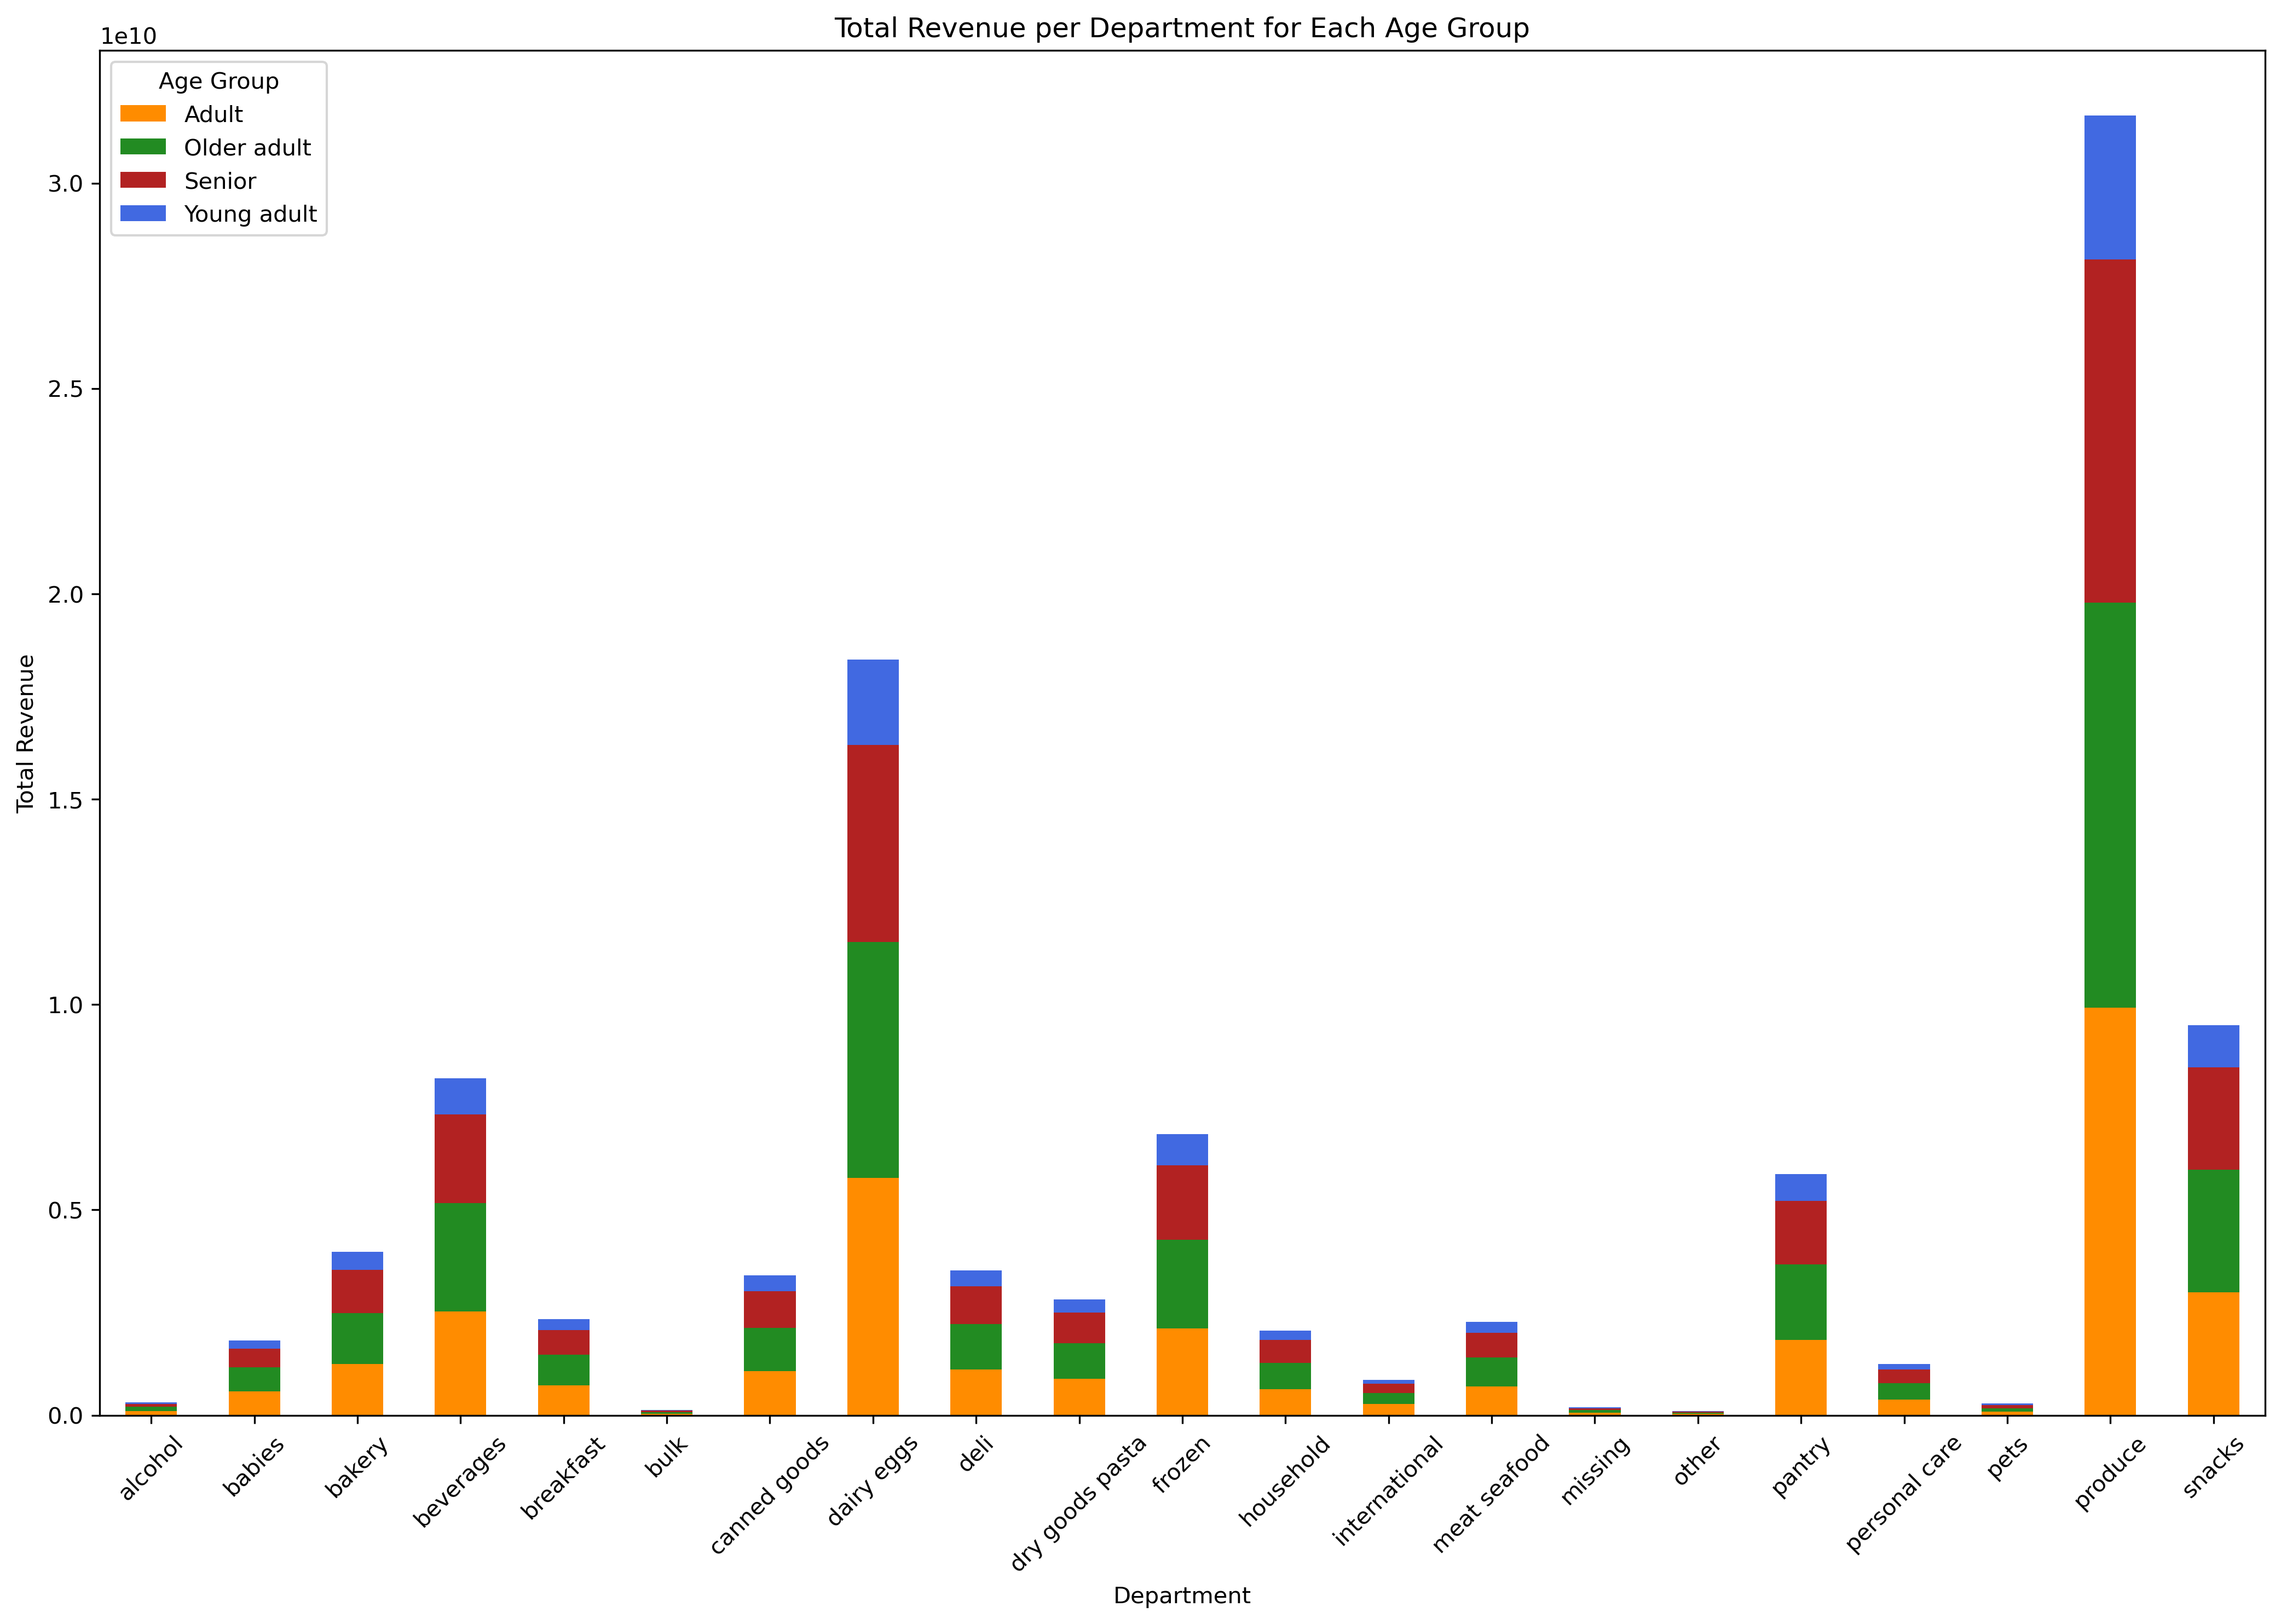 Total Revenue per Department for Each Age Group
1e10
Age Group
Adult
Older adult
Senior
Young adult
3.0
2.5
2.0
1.5
1.0
0.5
0.0
Total Revenue
alcohol
babies
bakery
beverages
breakfast
bulk
canned goods
dairy eggs
deli
dry goods pasta
frozen
household
international
meat seafood
missing
other
pantry
personal care
pets
produce
snacks
Department